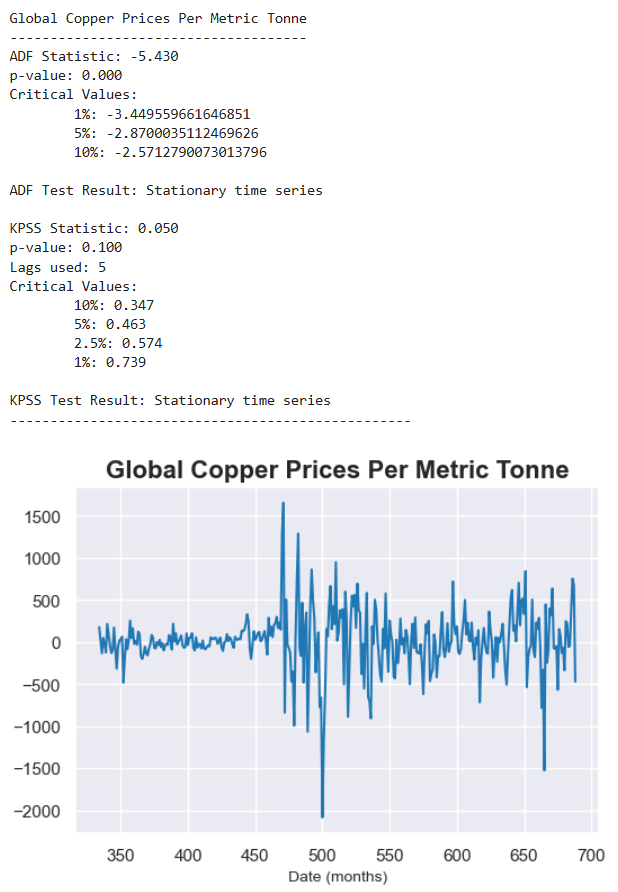 Global Copper Prices Per Metric Tonne
-------------------------------------
ADF Statistic: -5.430
p-value: 0.000
Critical Values:
1%: -3.449559661646851
5%: -2.8700035112469626
10%: -2.5712790073013796
ADF Test Result: Stationary time series
KPSS Statistic: 0.050
p-value: 0.100
Lags used: 5
Critical Values:
10%: 0.347
5%: 0.463
2.5%: 0.574
1%: 0.739
KPSS Test Result: Stationary time series
--------------------------------------------------
Global Copper Prices Per Metric Tonne
1500
1000
500
0
−500
−1000
−1500
−2000
350 400 450 500 550 600 650 700
Date (months)